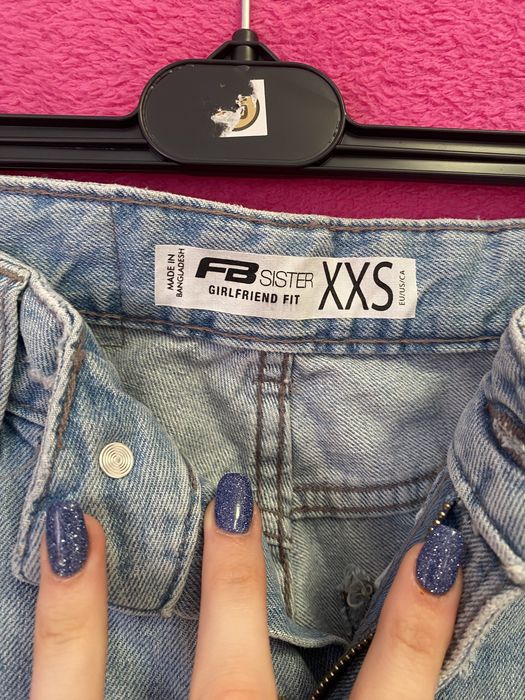 MADE IN
BANGLADESH
FB SISTER
GIRLFRIEND FIT
XXS
EU/US/CA